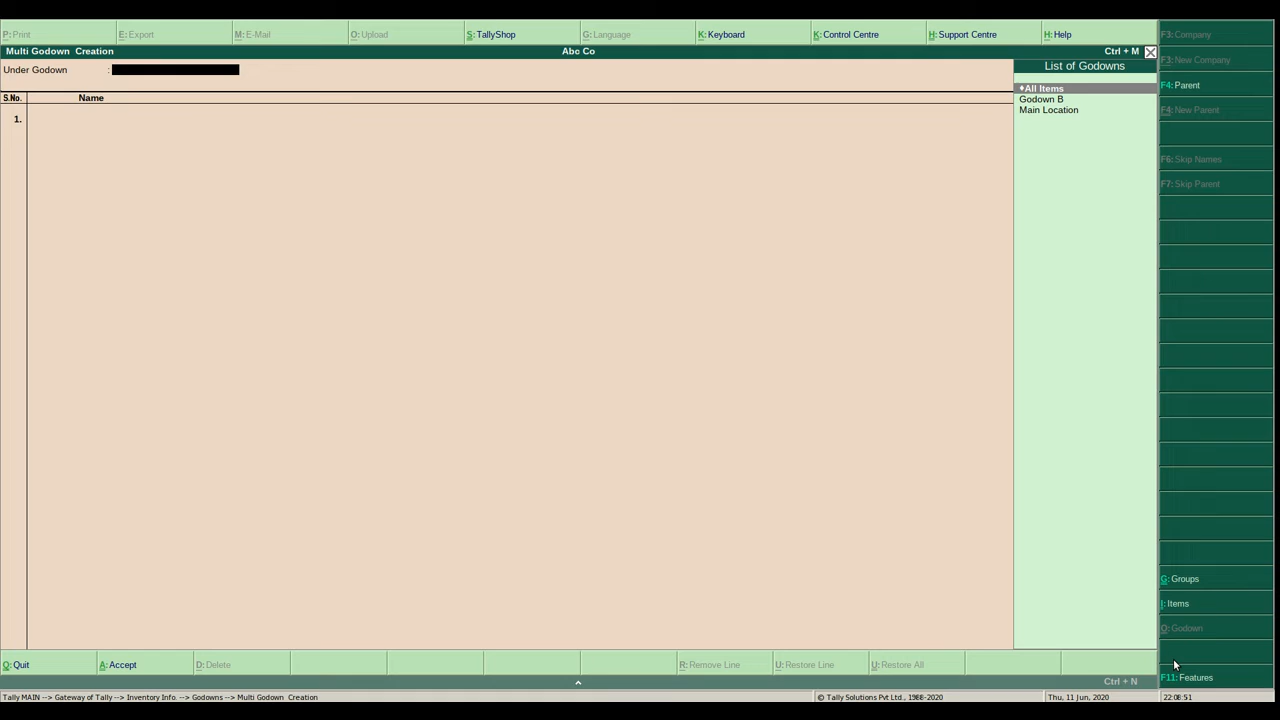 P: Print
E: Export
M: E-Mail
O: Upload
S: TallyShop
G: Language
K: Keyboard
K: Control Centre
H: Support Centre
H: Help
Multi Godown Creation
Abc Co
Ctrl + M
Under Godown :
List of Godowns
♦All Items
Godown B
Main Location
S.No.
Name
1.
F3: Company
F3: New Company
F4: Parent
F4: New Parent
F6: Skip Names
F7: Skip Parent
G: Groups
I: Items
O: Godown
F11: Features
Q: Quit
A: Accept
D: Delete
R: Remove Line
U: Restore Line
U: Restore All
Ctrl + N
Tally MAIN --> Gateway of Tally --> Inventory Info. --> Godowns --> Multi Godown Creation
© Tally Solutions Pvt Ltd., 1988-2020
Thu, 11 Jun, 2020
22:08:51